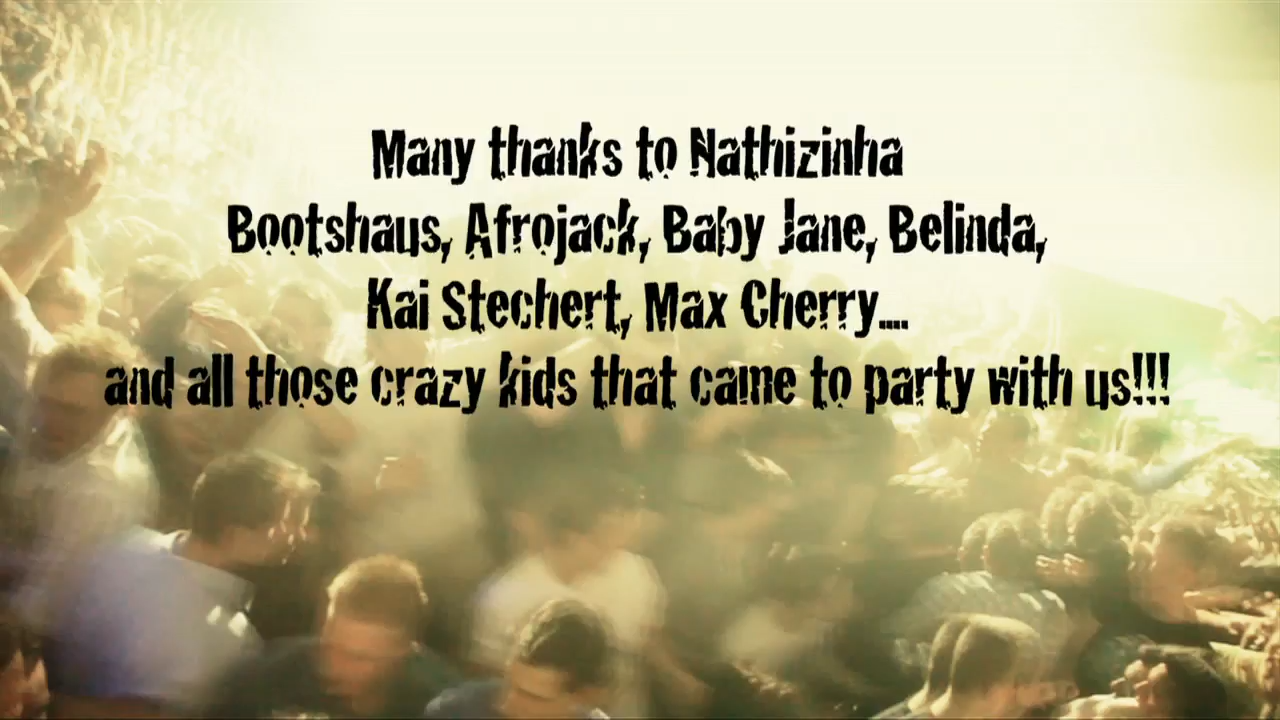 Many thanks to Nathizinha
Bootshaus, Afrojack, Baby Jane, Belinda,
Kai Stechert, Max Cherry....
and all those crazy kids that came to party with us!!!